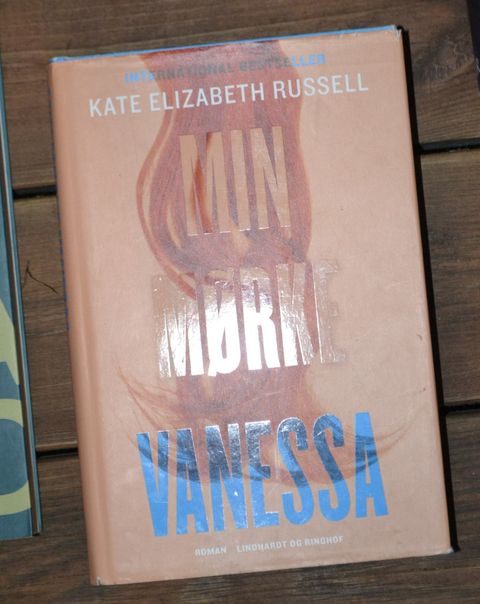 INTERNATIONAL BESTSELLER
KATE ELIZABETH RUSSELL
MIN
MØRKE
VANESSA
ROMAN LINDHARDT OG RINGHOF